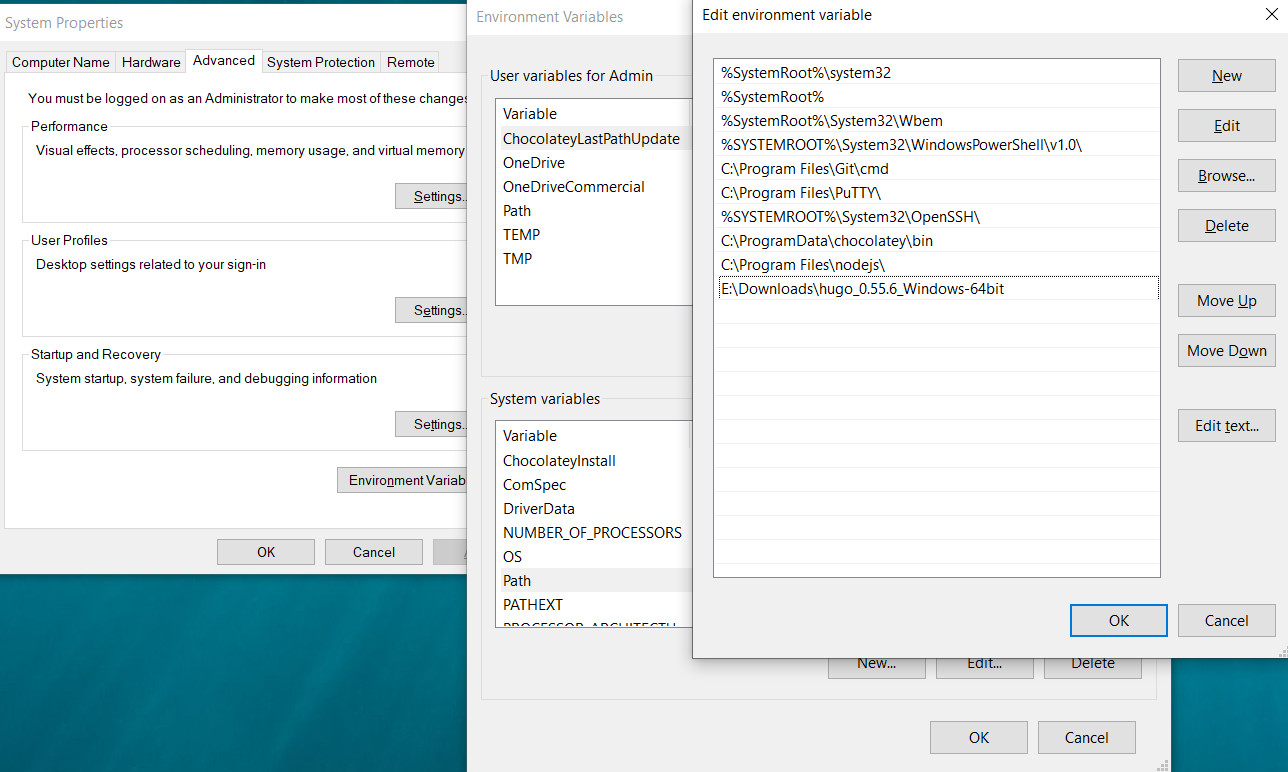 System Properties
Computer Name
Hardware
Advanced
System Protection
Remote
You must be logged on as an Administrator to make most of these changes
Performance
Visual effects, processor scheduling, memory usage, and virtual memory
Settings..
User Profiles
Desktop settings related to your sign-in
Settings..
Startup and Recovery
System startup, system failure, and debugging information
Settings..
Environment Variab
OK
Cancel
Environment Variables
User variables for Admin
Variable
ChocolateyLastPathUpdate
OneDrive
OneDriveCommercial
Path
TEMP
TMP
System variables
Variable
ChocolateyInstall
ComSpec
DriverData
NUMBER_OF_PROCESSORS
OS
Path
PATHEXT
PROCESSOR_ARCHITECTU
New...
Edit...
Delete
OK
Cancel
Edit environment variable
%SystemRoot%\system32
%SystemRoot%
%SystemRoot%\System32\Wbem
%SYSTEMROOT%\System32\WindowsPowerShell\v1.0\
C:\Program Files\Git\cmd
C:\Program Files\PuTTY\
%SYSTEMROOT%\System32\OpenSSH\
C:\ProgramData\chocolatey\bin
C:\Program Files\nodejs\
E:\Downloads\hugo_0.55.6_Windows-64bit
New
Edit
Browse...
Delete
Move Up
Move Down
Edit text...
OK
Cancel